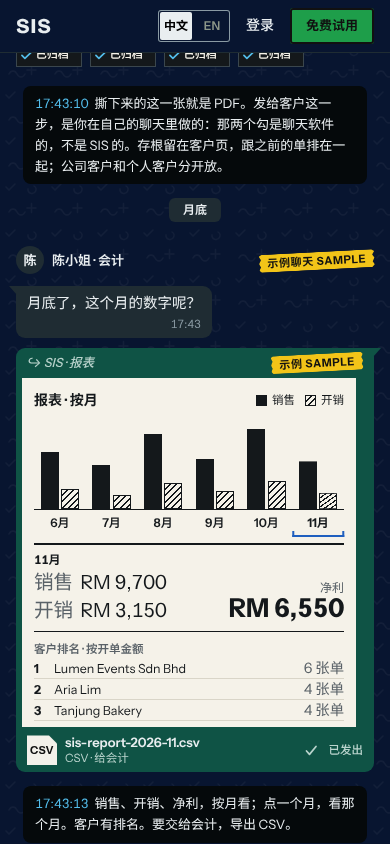 SIS
中文
EN
登录
免费试用
已归档
已归档
已归档
已归档
17:43:10 撕下来的这一张就是 PDF。发给客户这一
步，是你在自己的聊天里做的：那两个勾是聊天软件
的，不是 SIS 的。存根留在客户页，跟之前的单排在一
起；公司客户和个人客户分开放。
月底
陈
陈小姐·会计
示例聊天 SAMPLE
月底了，这个月的数字呢？
17:43
SIS·报表
示例 SAMPLE
报表·按月
销售
开销
6月
7月
8月
9月
10月
11月
11月
销售 RM 9,700
开销 RM 3,150
净利
RM 6,550
客户排名·按开单金额
1 Lumen Events Sdn Bhd 6 张单
2 Aria Lim 4 张单
3 Tanjung Bakery 4 张单
CSV
sis-report-2026-11.csv
CSV·给会计
已发出
17:43:13 销售、开销、净利，按月看；点一个月，看那
个月。客户有排名。要交给会计，导出 CSV。